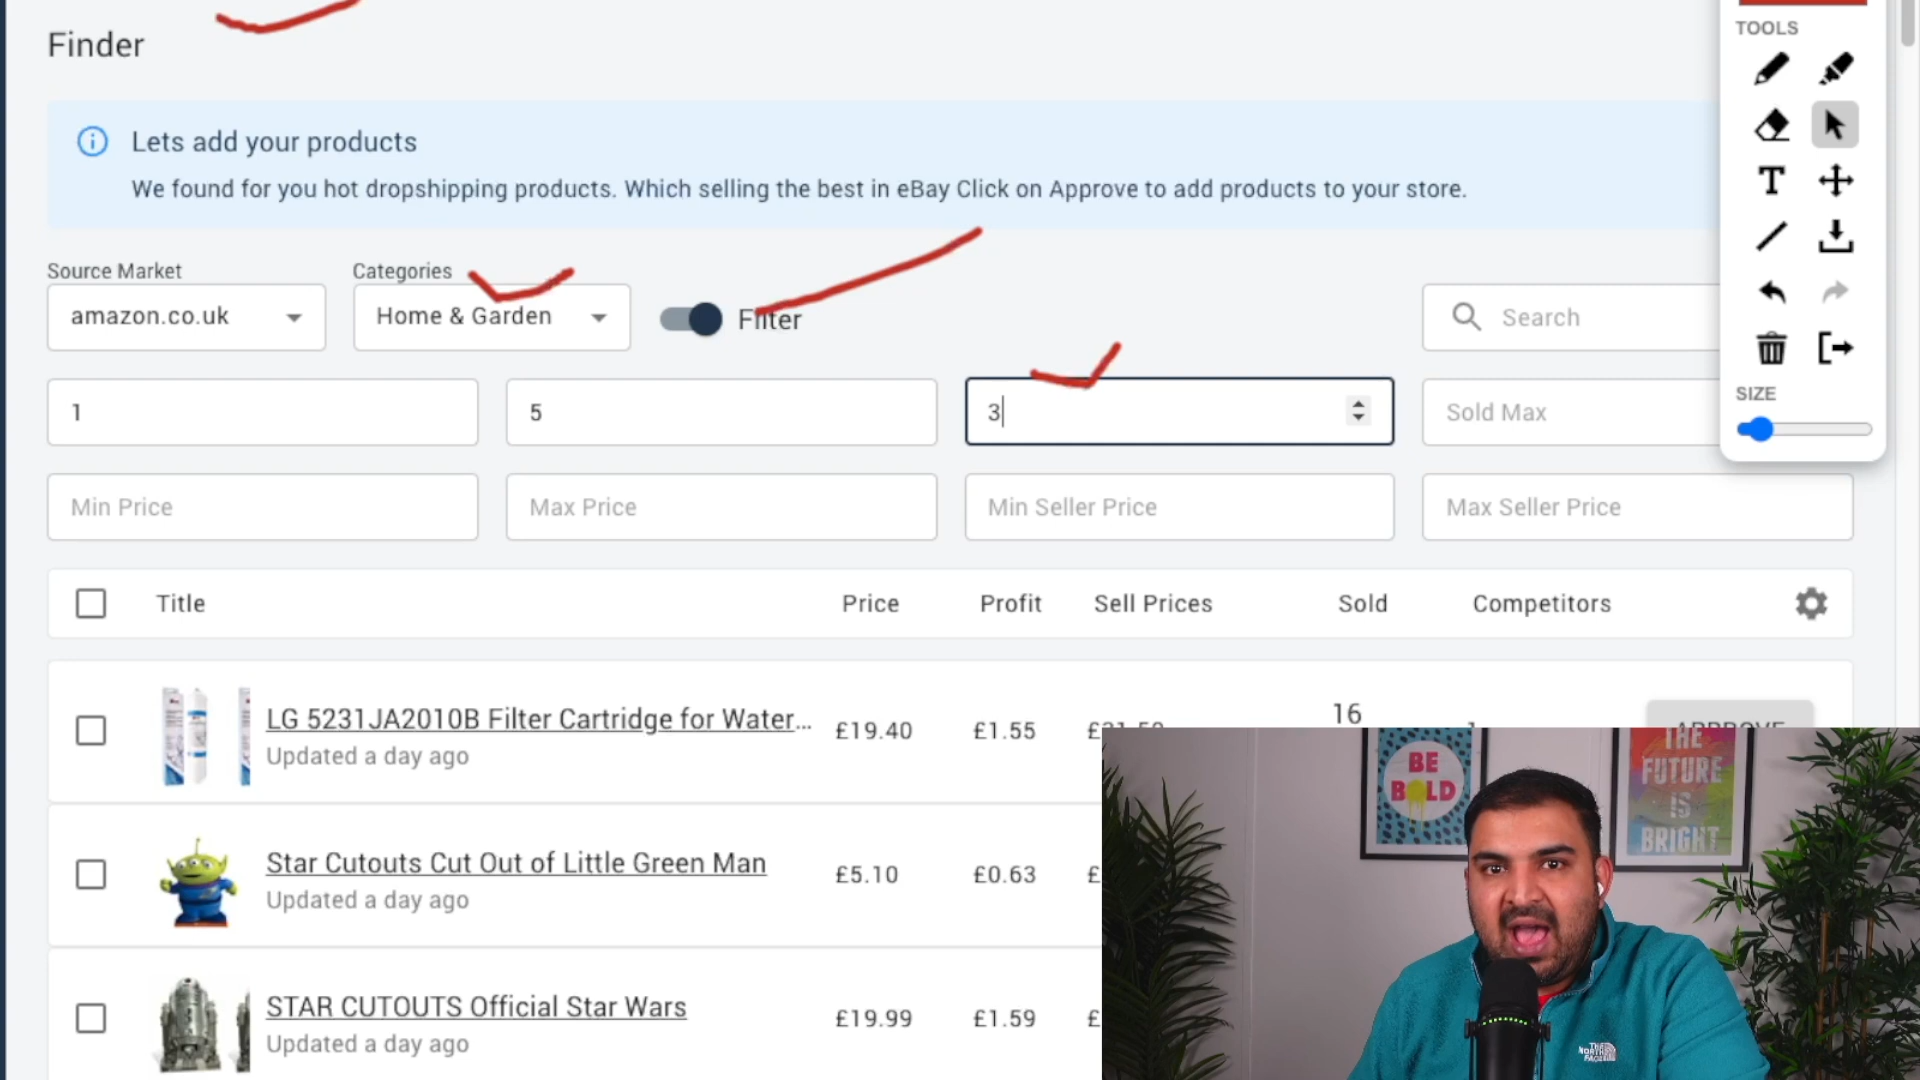 TOOLS
Finder
Lets add your products
We found for you hot dropshipping products. Which selling the best in eBay Click on Approve to add products to your store.
Source Market
Categories
amazon.co.uk
Home & Garden
Filter
Search
1
5
3
Sold Max
SIZE
Min Price
Max Price
Min Seller Price
Max Seller Price
Title
Price
Profit
Sell Prices
Sold
Competitors
LG 5231JA2010B Filter Cartridge for Water...
Updated a day ago
£19.40
£1.55
16
APPROVE
Star Cutouts Cut Out of Little Green Man
Updated a day ago
£5.10
£0.63
£
STAR CUTOUTS Official Star Wars
Updated a day ago
£19.99
£1.59
£
BE
BOLD
THE
FUTURE
IS
BRIGHT
THE
NORTH
FACE